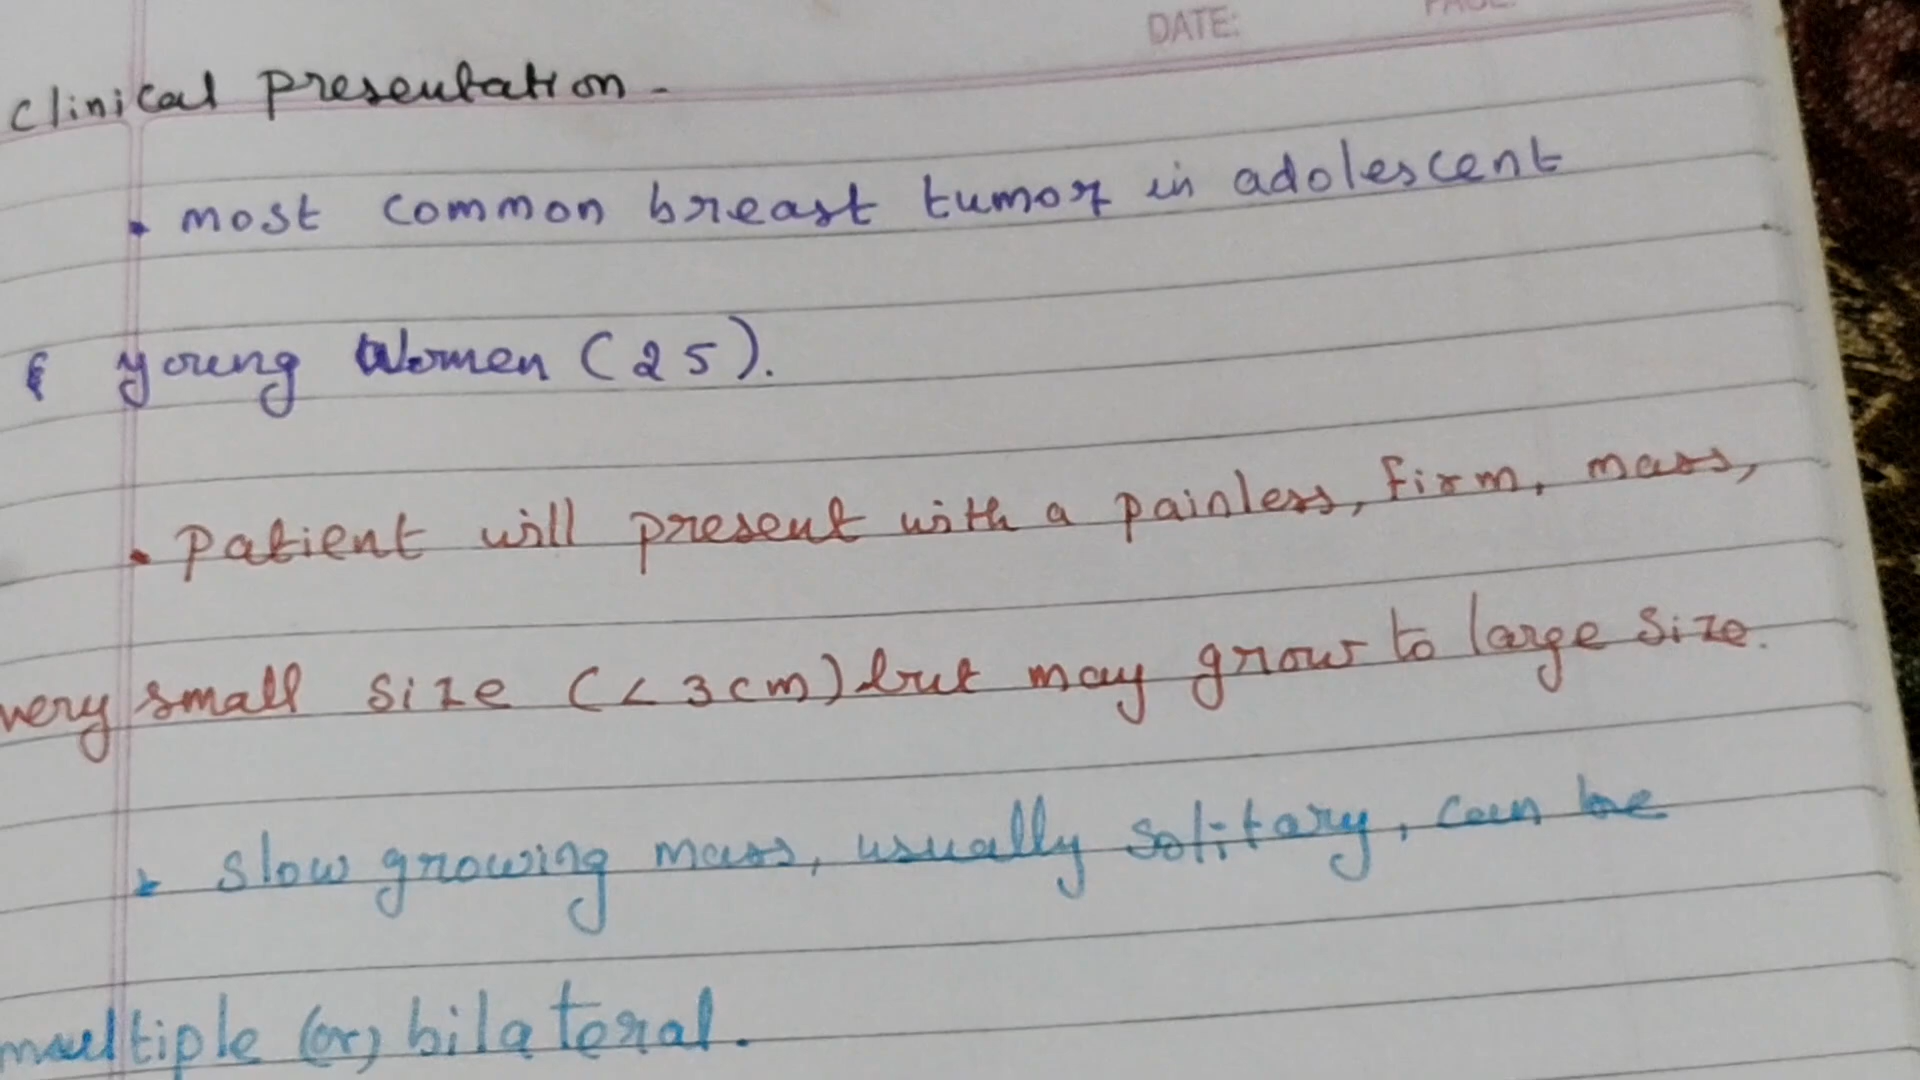 DATE:
Clinical presentation -
• most common breast tumor in adolescent
& young Women (25).
• Patient will present with a painless, firm, mass,
very small size (< 3cm) but may grow to large size.
• slow growing mass, usually solitary, can be
multiple (or) bilateral.